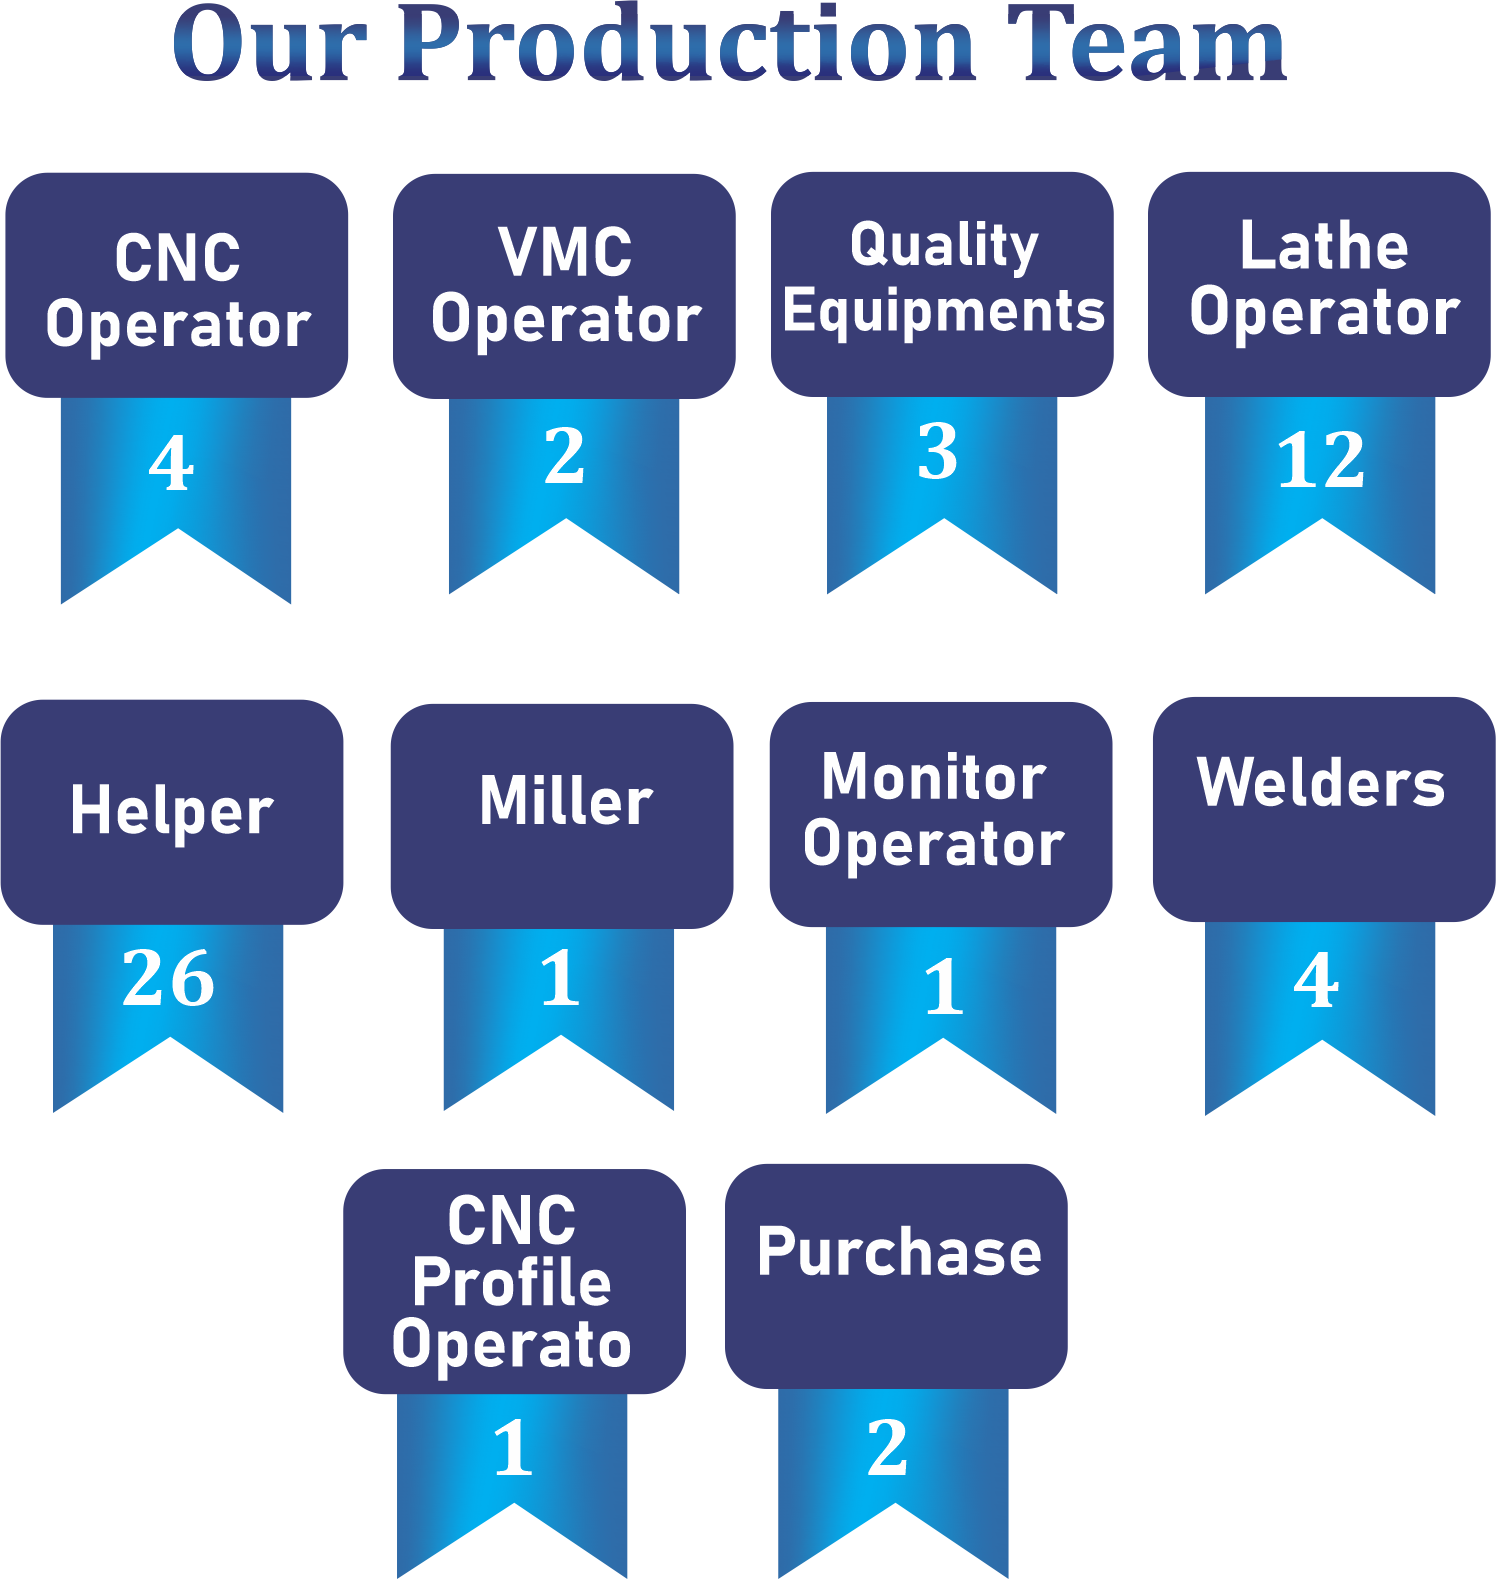 Our Production Team
CNC
Operator
4
VMC
Operator
2
Quality
Equipments
3
Lathe
Operator
12
Helper
26
Miller
1
Monitor
Operator
1
Welders
4
CNC
Profile
Operato
1
Purchase
2